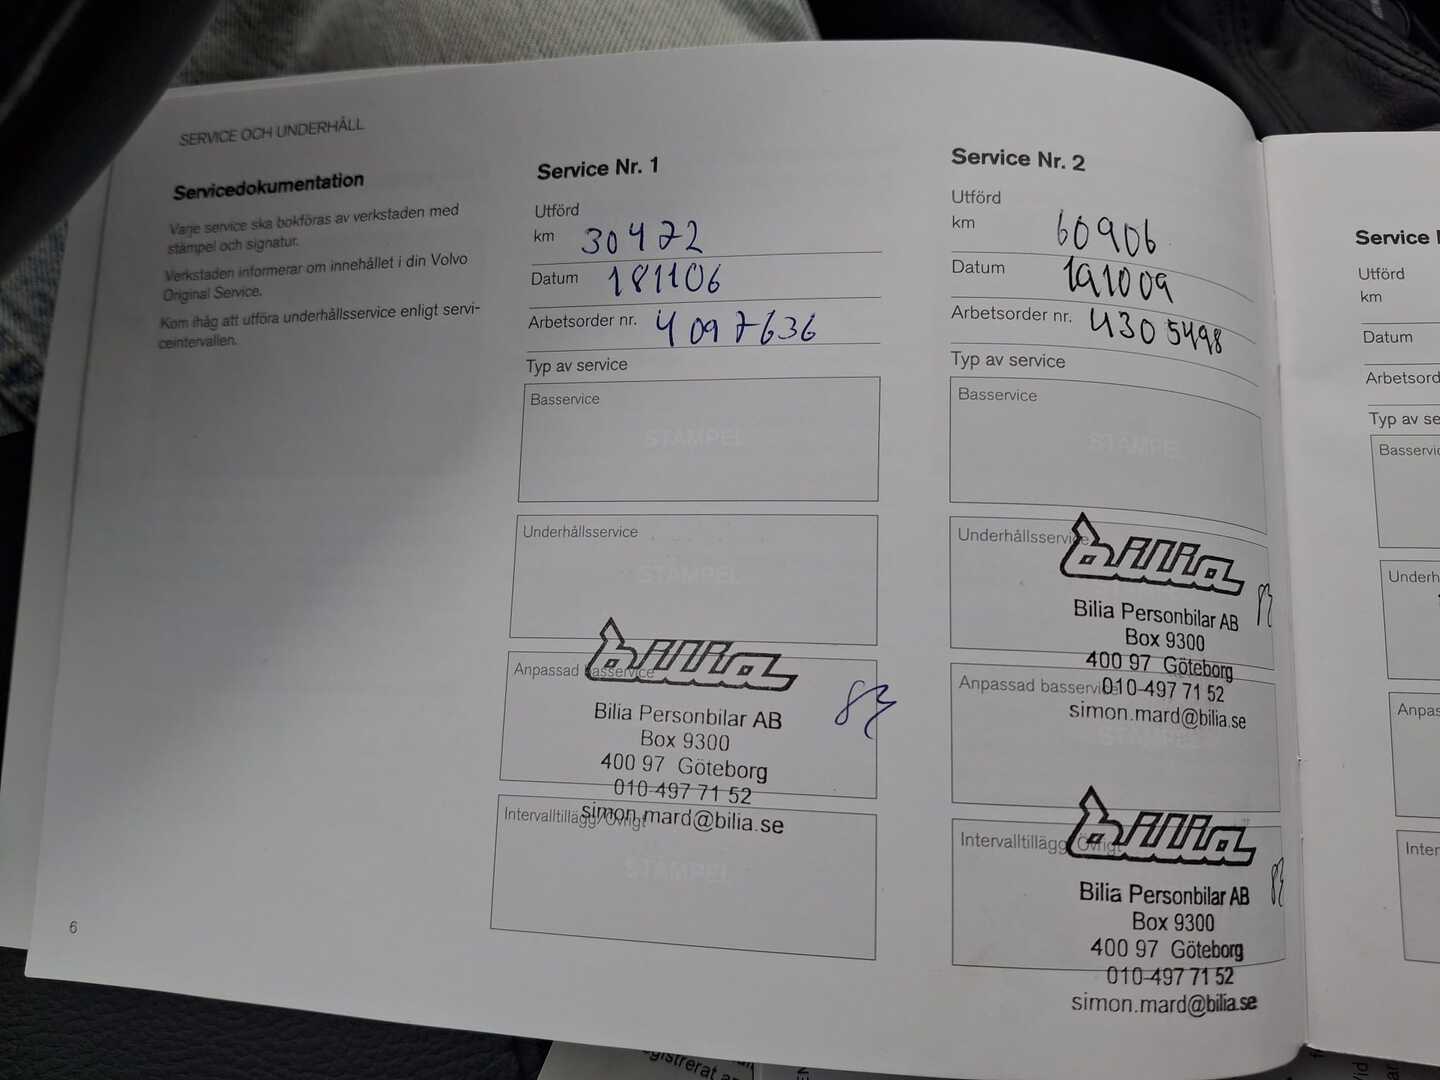 SERVICE OCH UNDERHÅLL
Servicedokumentation
Varje service ska bokföras av verkstaden med
stämpel och signatur.
Verkstaden informerar om innehållet i din Volvo
Original Service.
Kom ihåg att utföra underhållsservice enligt servi-
ceintervallen.
6
Service Nr. 1
Utförd
km 30472
Datum 181106
Arbetsorder nr. 4097636
Typ av service
Basservice
STÄMPEL
Underhållsservice
STÄMPEL
Anpassad basservice
bilia
Bilia Personbilar AB
Box 9300
400 97 Göteborg
010-497 71 52
simon.mard@bilia.se
Intervalltillägg/Övrigt
STÄMPEL
Service Nr. 2
Utförd
km 60906
Datum 191009
Arbetsorder nr. 4305498
Typ av service
Basservice
STÄMPEL
Underhållsservice
bilia
Bilia Personbilar AB
Box 9300
400 97 Göteborg
010-497 71 52
simon.mard@bilia.se
Anpassad basservice
STÄMPEL
Intervalltillägg/Övrigt
bilia
Bilia Personbilar AB
Box 9300
400 97 Göteborg
010-497 71 52
simon.mard@bilia.se
Service
Utförd
km
Datum
Arbetsord
Typ av se
Basservic
Underh
Anpas
Inter